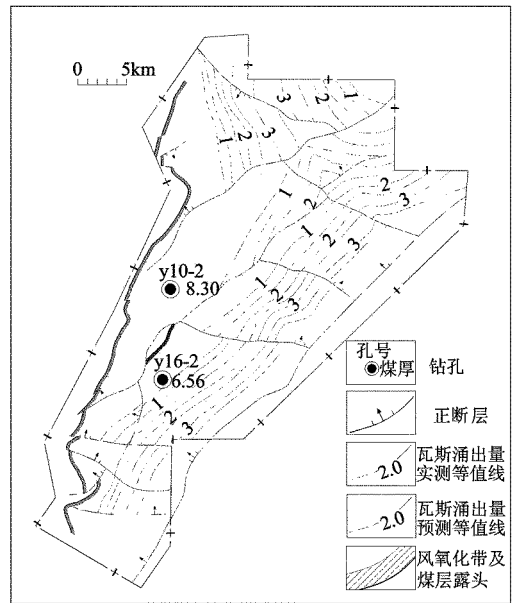 0 5km
3 2 1
1 2 3
2
3
1 2
1 2 3
y10-2
8.30
1 2 3
y16-2
6.56
1 2 3
孔号
煤厚 钻孔
正断层
2.0 瓦斯涌出量
实测等值线
2.0 瓦斯涌出量
预测等值线
风氧化带及
煤层露头